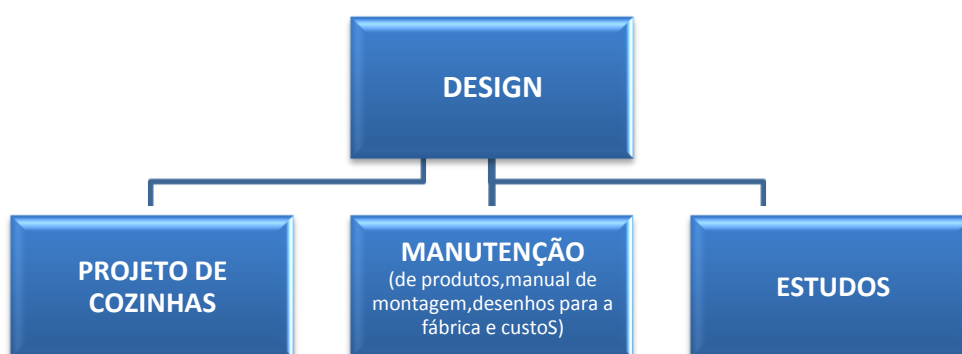 DESIGN
PROJETO DE
COZINHAS
MANUTENÇÃO
(de produtos,manual de
montagem,desenhos para a
fábrica e custoS)
ESTUDOS